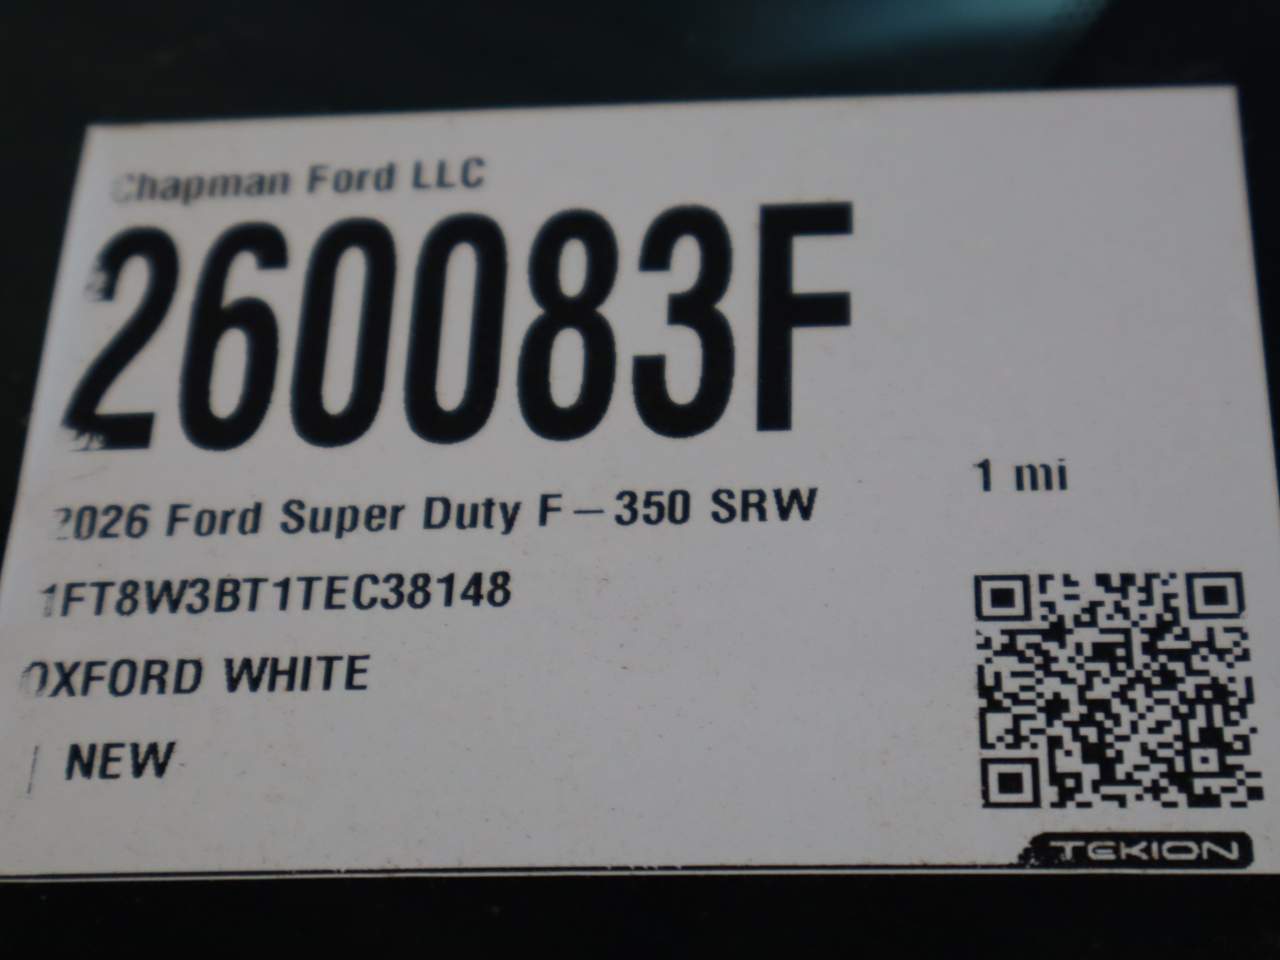 Chapman Ford LLC
260083F
2026 Ford Super Duty F-350 SRW
1 mi
1FT8W3BT1TEC38148
OXFORD WHITE
| NEW
TEKION